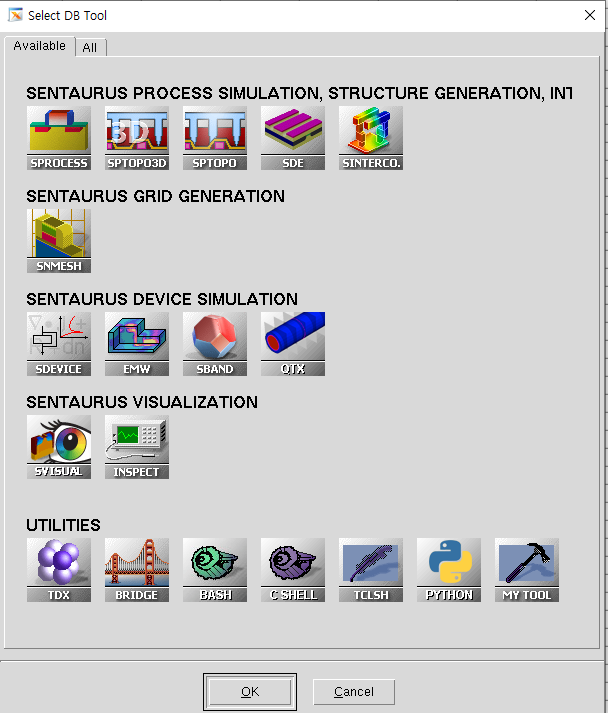 Select DB Tool
Available All
SENTAURUS PROCESS SIMULATION, STRUCTURE GENERATION, INT
3D
SPROCESS SPTOPO3D SPTOPO SDE SINTERCO.
SENTAURUS GRID GENERATION
SNMESH
SENTAURUS DEVICE SIMULATION
SDEVICE EMW SBAND QTX
SENTAURUS VISUALIZATION
SVISUAL INSPECT
UTILITIES
TDX BRIDGE BASH C SHELL TCLSH PYTHON MY TOOL
OK Cancel